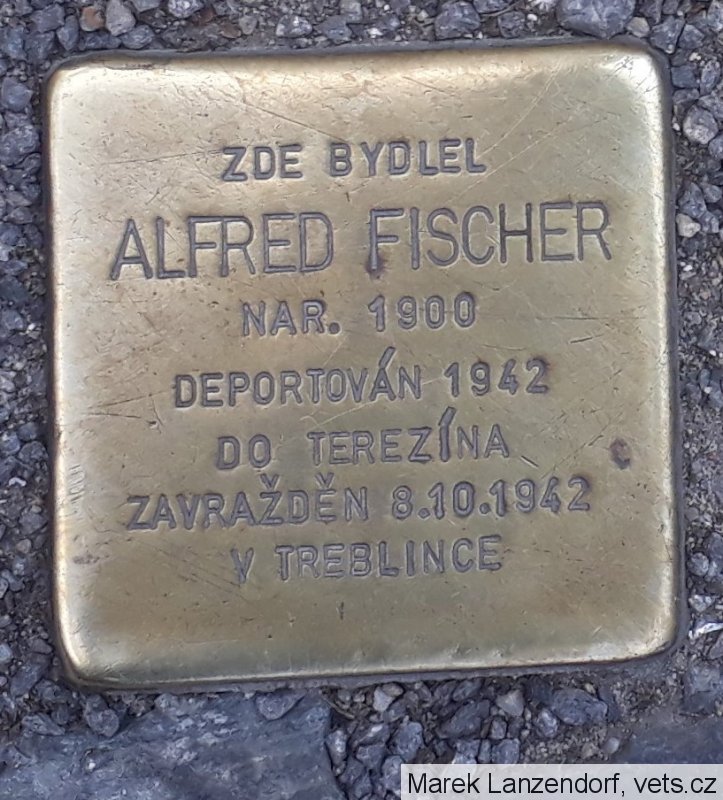 ZDE BYDLEL
ALFRED FISCHER
NAR. 1900
DEPORTOVÁN 1942
DO TEREZÍNA
ZAVRAŽDĚN 8.10.1942
V TREBLINCE
Marek Lanzendorf, vets.cz